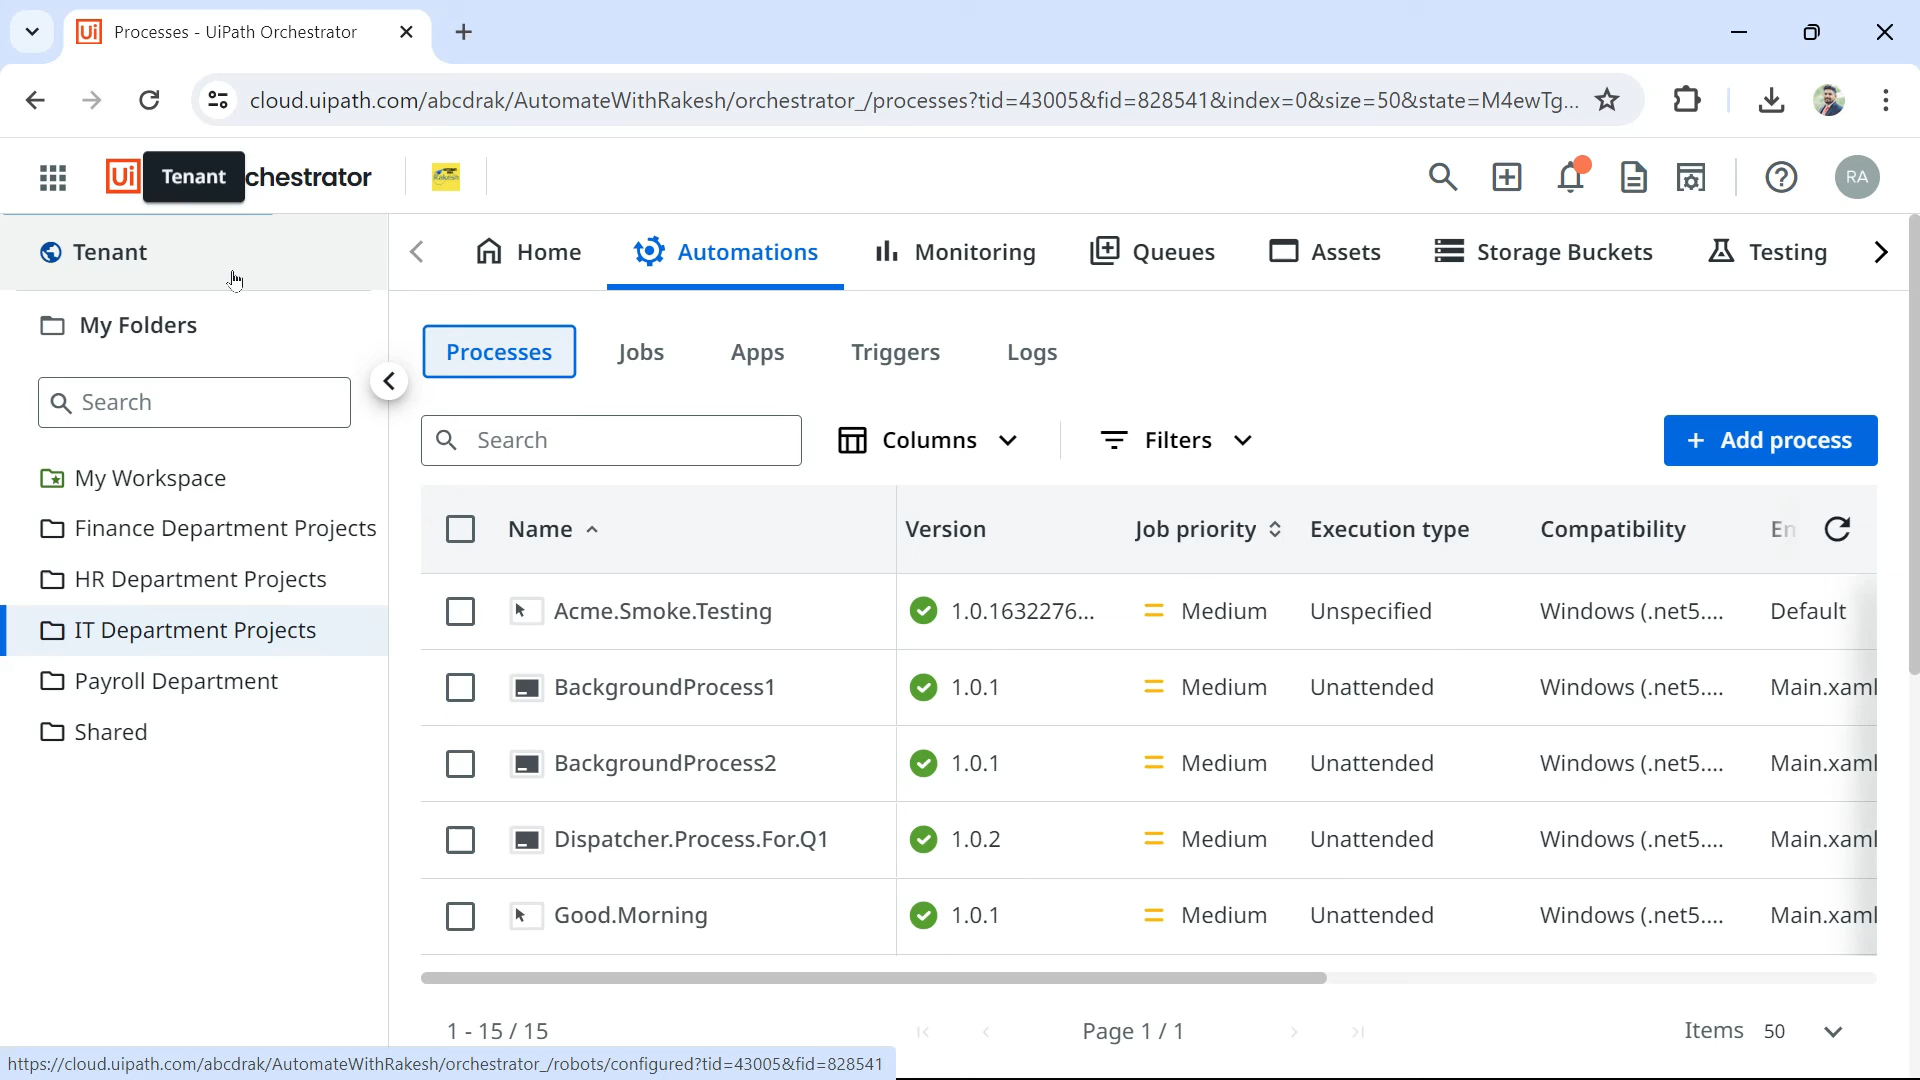 Processes - UiPath Orchestrator
cloud.uipath.com/abcdrak/AutomateWithRakesh/orchestrator_/processes?tid=43005&fid=828541&index=0&size=50&state=M4ewTg...
Ui Tenant chestrator
RA
Tenant
Home Automations Monitoring Queues Assets Storage Buckets Testing
My Folders
Search
My Workspace
Finance Department Projects
HR Department Projects
IT Department Projects
Payroll Department
Shared
Processes Jobs Apps Triggers Logs
Search Columns Filters + Add process
Name Version Job priority Execution type Compatibility En
Acme.Smoke.Testing 1.0.1632276... Medium Unspecified Windows (.net5.... Default
BackgroundProcess1 1.0.1 Medium Unattended Windows (.net5.... Main.xaml
BackgroundProcess2 1.0.1 Medium Unattended Windows (.net5.... Main.xaml
Dispatcher.Process.For.Q1 1.0.2 Medium Unattended Windows (.net5.... Main.xaml
Good.Morning 1.0.1 Medium Unattended Windows (.net5.... Main.xaml
1 - 15 / 15 Page 1 / 1 Items 50
https://cloud.uipath.com/abcdrak/AutomateWithRakesh/orchestrator_/robots/configured?tid=43005&fid=828541